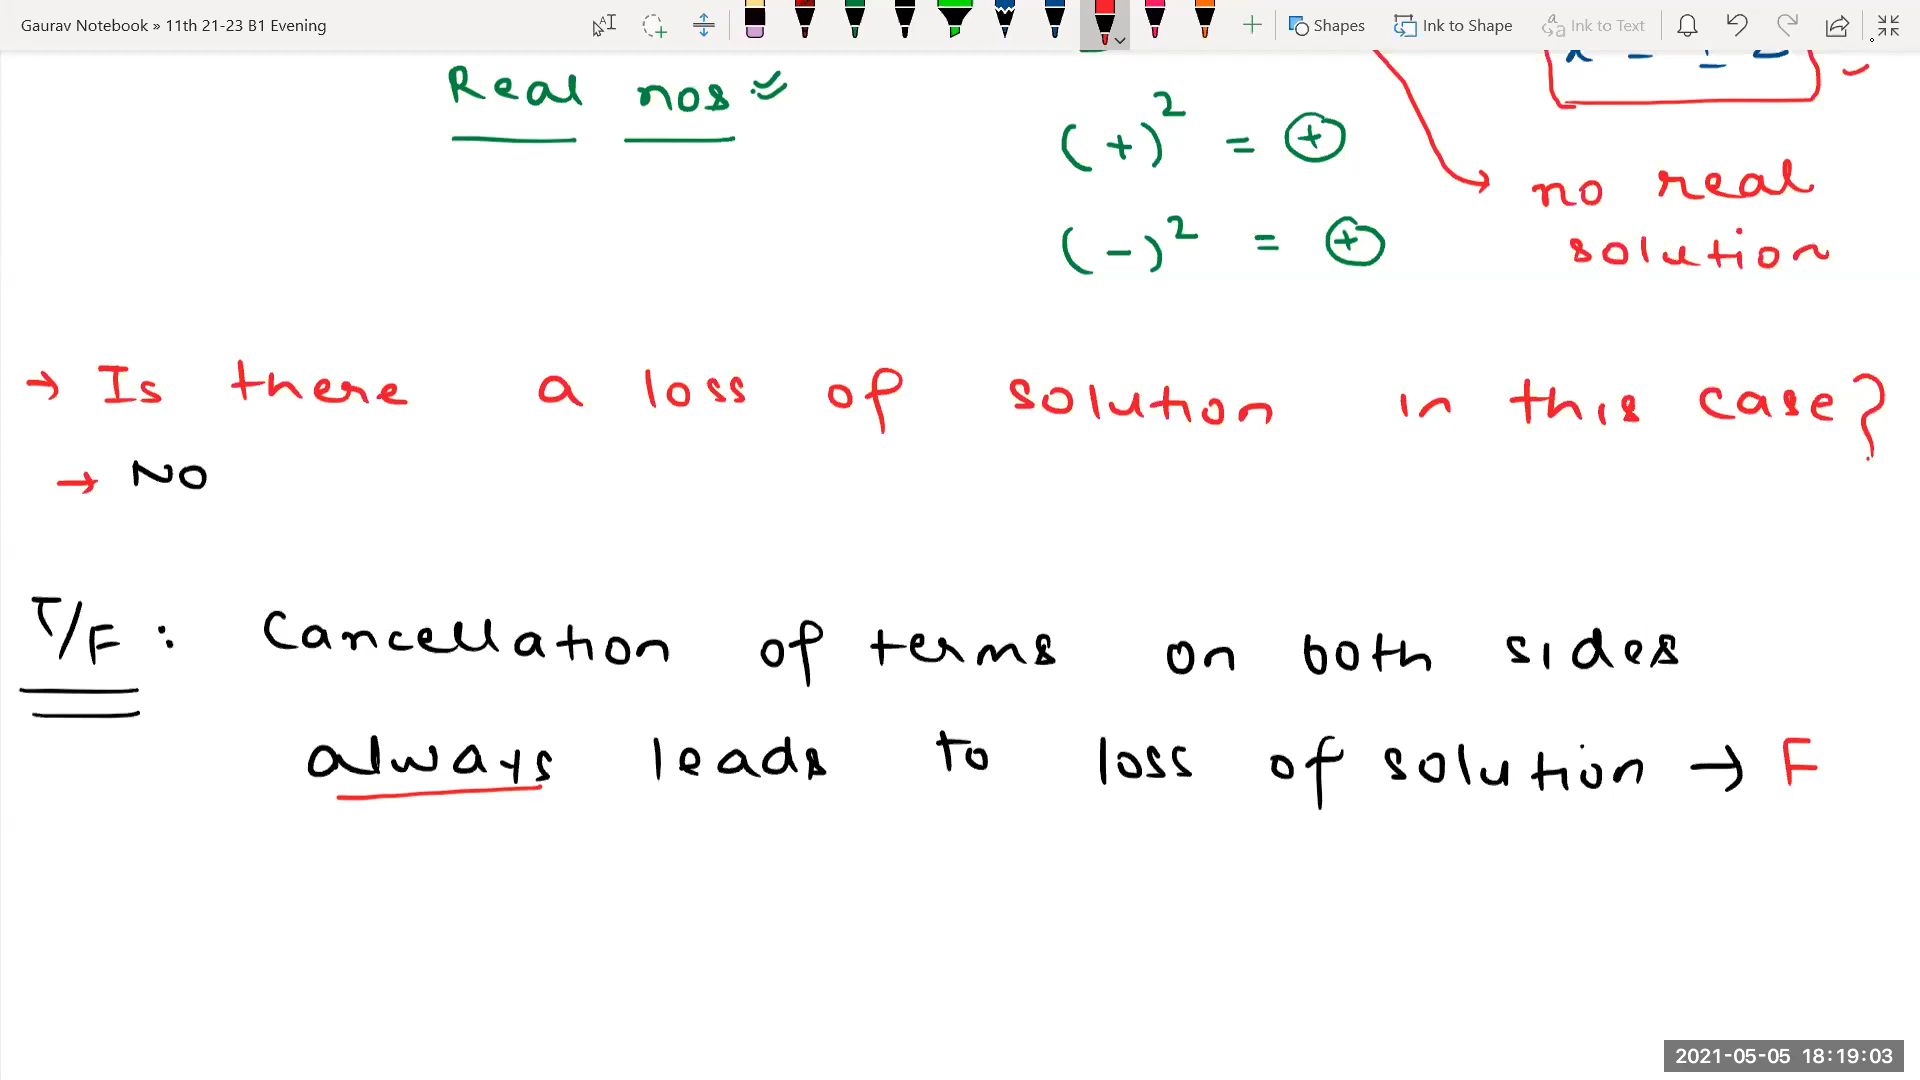 Gaurav Notebook » 11th 21-23 B1 Evening
Shapes Ink to Shape Ink to Text
Real nos
(+)² = +
(-)² = +
no real
solution
→ Is there a loss of solution in this case?
→ NO
T/F : Cancellation of terms on both sides
always leads to loss of solution → F
2021-05-05 18:19:03